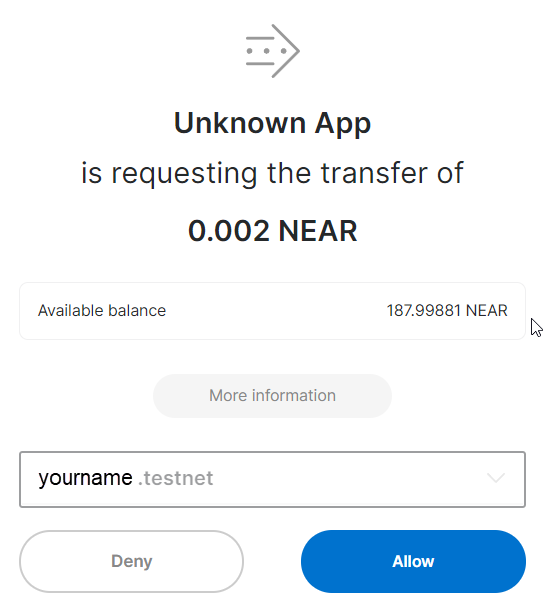 Unknown App
is requesting the transfer of
0.002 NEAR
Available balance 187.99881 NEAR
More information
yourname .testnet
Deny Allow